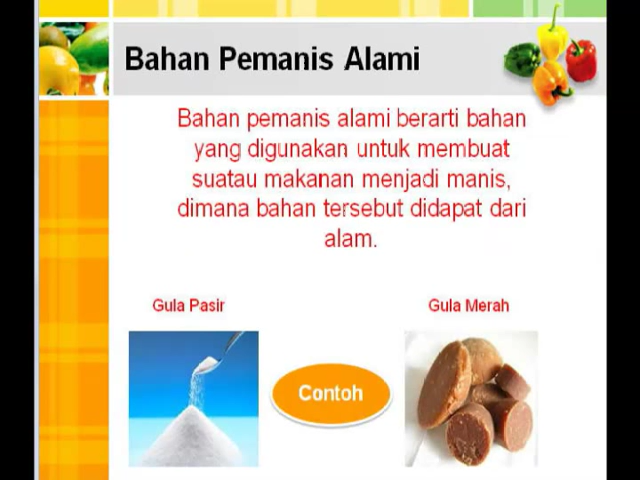 Bahan Pemanis Alami
Bahan pemanis alami berarti bahan
yang digunakan untuk membuat
suatau makanan menjadi manis,
dimana bahan tersebut didapat dari
alam.
Gula Pasir
Gula Merah
Contoh